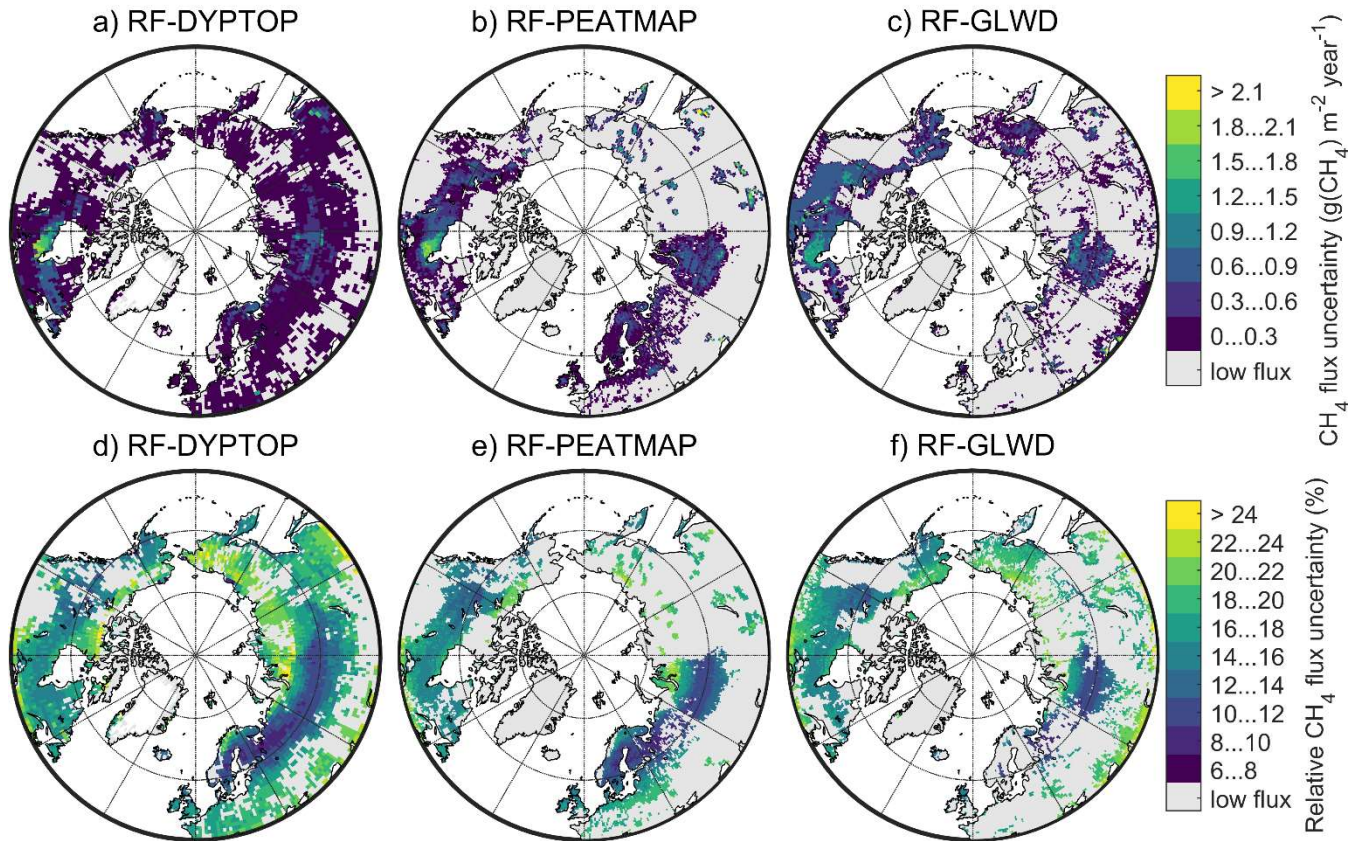 a) RF-DYPTOP
b) RF-PEATMAP
c) RF-GLWD
> 2.1
1.8...2.1
1.5...1.8
1.2...1.5
0.9...1.2
0.6...0.9
0.3...0.6
0...0.3
low flux
CH4 flux uncertainty (g(CH4) m-2 year-1)
d) RF-DYPTOP
e) RF-PEATMAP
f) RF-GLWD
> 24
22...24
20...22
18...20
16...18
14...16
12...14
10...12
8...10
6...8
low flux
Relative CH4 flux uncertainty (%)